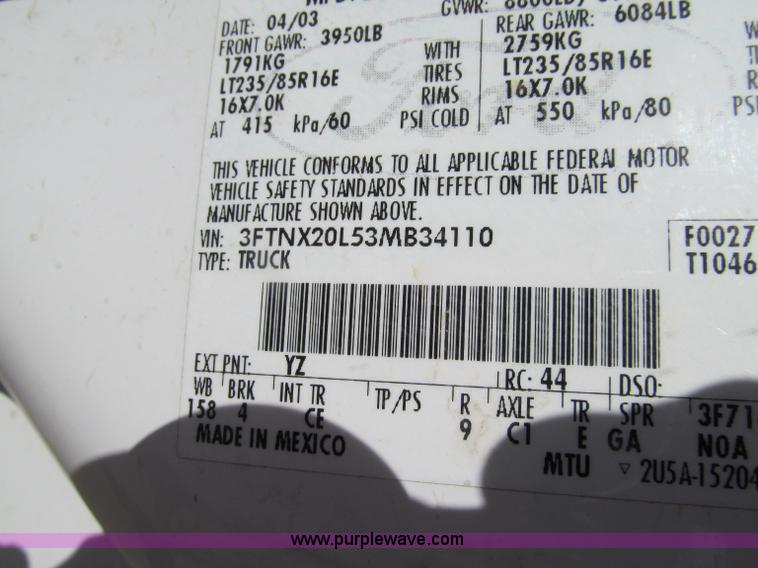 GVWR:
DATE: 04/03
FRONT GAWR: 3950LB
1791KG
LT235/85R16E
16X7.0K
AT 415 kPa/60
WITH
TIRES
RIMS
PSI COLD
REAR GAWR: 6084LB
2759KG
LT235/85R16E
16X7.0K
AT 550 kPa/80
PSI
Ford
THIS VEHICLE CONFORMS TO ALL APPLICABLE FEDERAL MOTOR
VEHICLE SAFETY STANDARDS IN EFFECT ON THE DATE OF
MANUFACTURE SHOWN ABOVE.
VIN: 3FTNX20L53MB34110
TYPE: TRUCK
F0027
T1046
EXT PNT: YZ
RC: 44
DSO:
WB BRK INT TR TP/PS R AXLE TR SPR
158 4 CE 9 C1 E GA
3F71
N0A
MADE IN MEXICO
MTU
▽ 2U5A-15204
www.purplewave.com